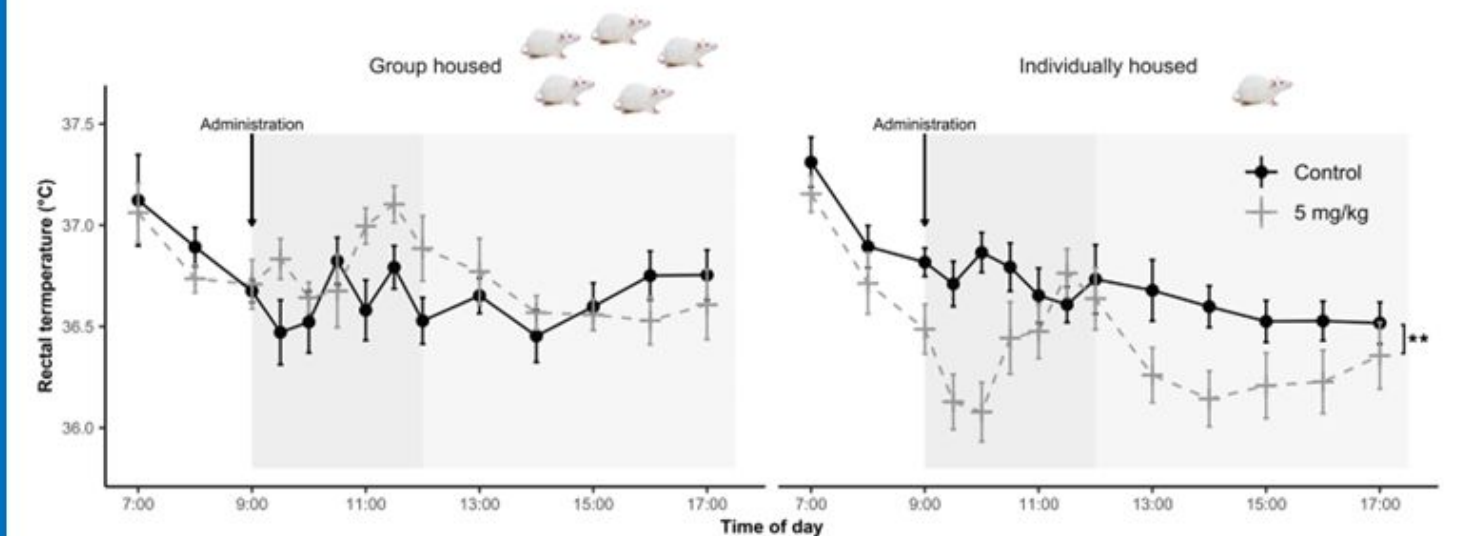 Group housed
Individually housed
Administration
Administration
Control
5 mg/kg
Rectal termperature (°C)
37.5
37.0
36.5
36.0
**
7:00 9:00 11:00 13:00 15:00 17:00
7:00 9:00 11:00 13:00 15:00 17:00
Time of day